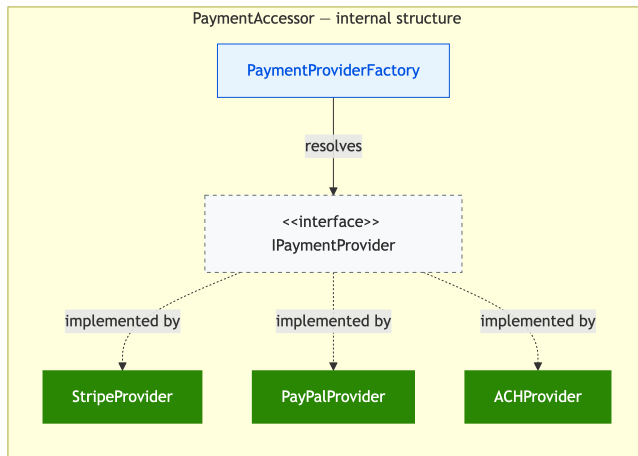 PaymentAccessor — internal structure
PaymentProviderFactory
resolves
<<interface>>
IPaymentProvider
implemented by
implemented by
implemented by
StripeProvider
PayPalProvider
ACHProvider